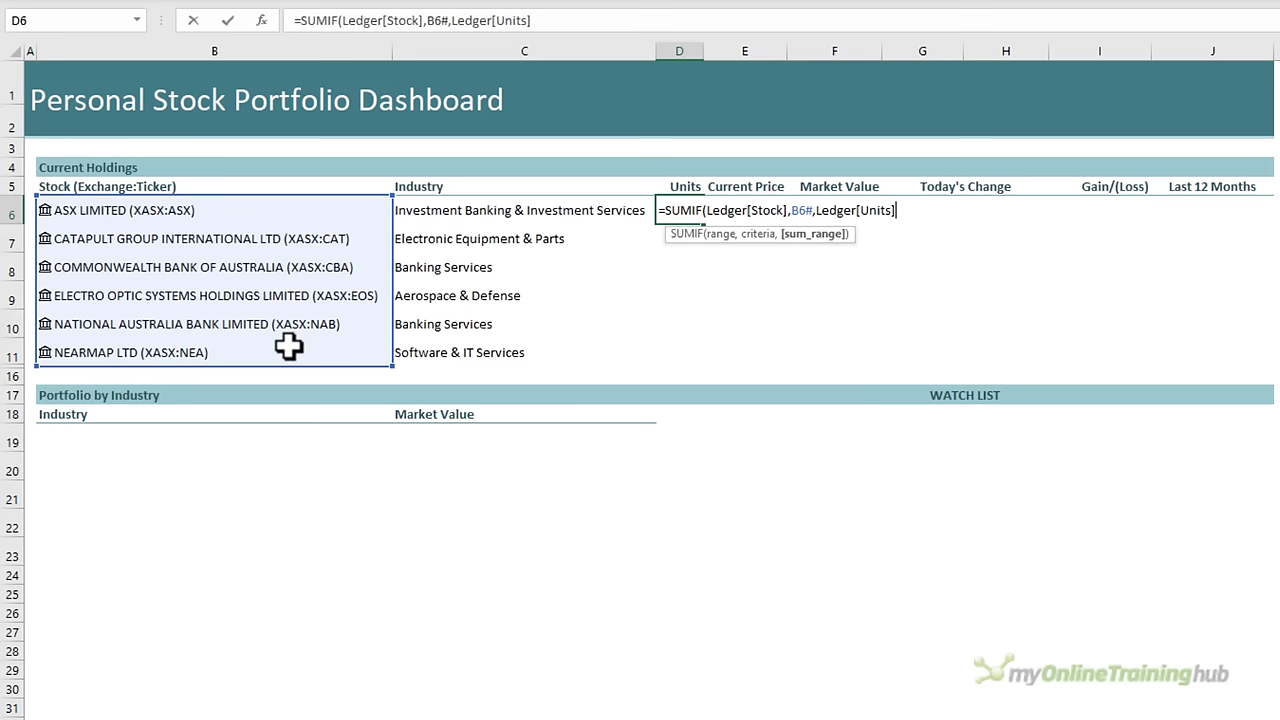 D6 fx =SUMIF(Ledger[Stock],B6#,Ledger[Units]
A B C D E F G H I J
1 Personal Stock Portfolio Dashboard
2
3
4 Current Holdings
5 Stock (Exchange:Ticker) Industry Units Current Price Market Value Today's Change Gain/(Loss) Last 12 Months
6 ASX LIMITED (XASX:ASX) Investment Banking & Investment Services =SUMIF(Ledger[Stock],B6#,Ledger[Units]
SUMIF(range, criteria, [sum_range])
7 CATAPULT GROUP INTERNATIONAL LTD (XASX:CAT) Electronic Equipment & Parts
8 COMMONWEALTH BANK OF AUSTRALIA (XASX:CBA) Banking Services
9 ELECTRO OPTIC SYSTEMS HOLDINGS LIMITED (XASX:EOS) Aerospace & Defense
10 NATIONAL AUSTRALIA BANK LIMITED (XASX:NAB) Banking Services
11 NEARMAP LTD (XASX:NEA) Software & IT Services
16
17 Portfolio by Industry WATCH LIST
18 Industry Market Value
19
20
21
22
23
24
25
26
27
28
29
30
31
myOnlineTraininghub